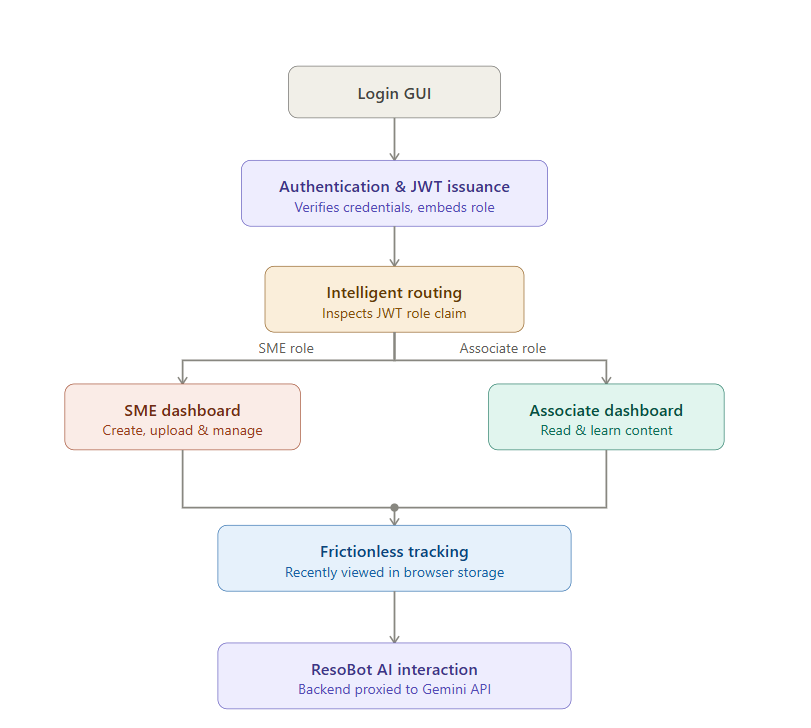 Login GUI
Authentication & JWT issuance
Verifies credentials, embeds role
Intelligent routing
Inspects JWT role claim
SME role
Associate role
SME dashboard
Create, upload & manage
Associate dashboard
Read & learn content
Frictionless tracking
Recently viewed in browser storage
ResoBot AI interaction
Backend proxied to Gemini API